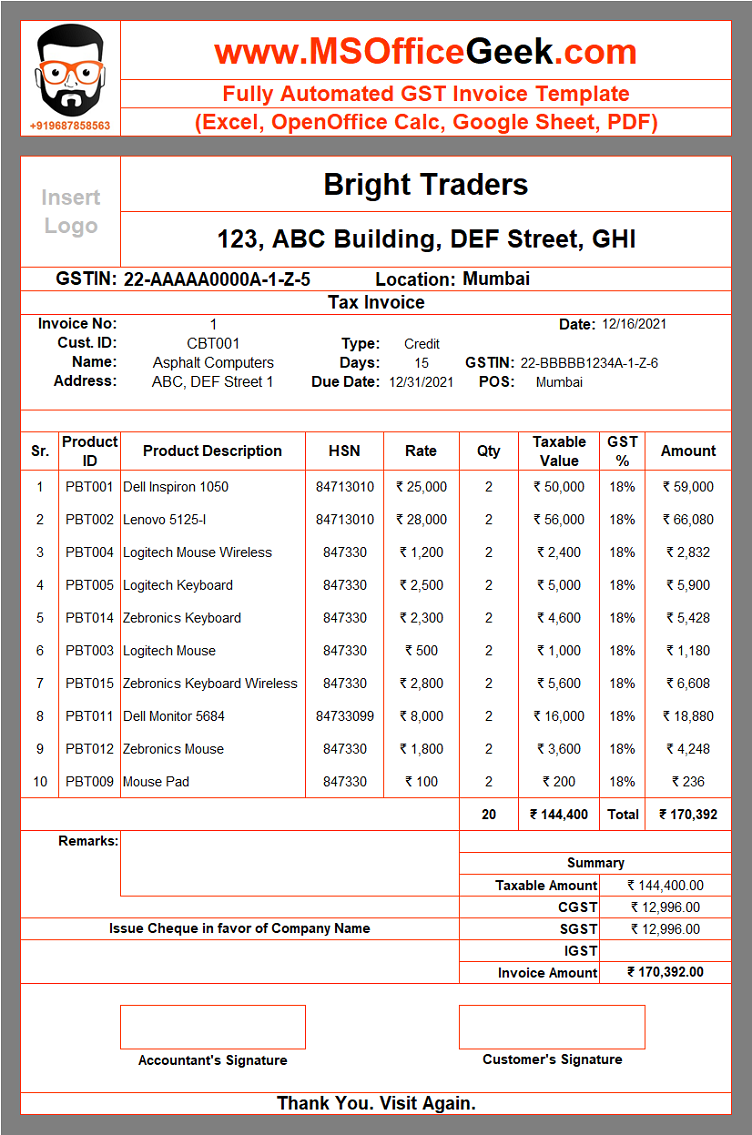 www.MSOfficeGeek.com
Fully Automated GST Invoice Template
+919687858563
(Excel, OpenOffice Calc, Google Sheet, PDF)
Insert
Logo
Bright Traders
123, ABC Building, DEF Street, GHI
GSTIN: 22-AAAAA0000A-1-Z-5 Location: Mumbai
Tax Invoice
Invoice No: 1 Date: 12/16/2021
Cust. ID: CBT001 Type: Credit
Name: Asphalt Computers Days: 15 GSTIN: 22-BBBBB1234A-1-Z-6
Address: ABC, DEF Street 1 Due Date: 12/31/2021 POS: Mumbai
Sr. Product ID Product Description HSN Rate Qty Taxable Value GST % Amount
1 PBT001 Dell Inspiron 1050 84713010 ₹ 25,000 2 ₹ 50,000 18% ₹ 59,000
2 PBT002 Lenovo 5125-I 84713010 ₹ 28,000 2 ₹ 56,000 18% ₹ 66,080
3 PBT004 Logitech Mouse Wireless 847330 ₹ 1,200 2 ₹ 2,400 18% ₹ 2,832
4 PBT005 Logitech Keyboard 847330 ₹ 2,500 2 ₹ 5,000 18% ₹ 5,900
5 PBT014 Zebronics Keyboard 847330 ₹ 2,300 2 ₹ 4,600 18% ₹ 5,428
6 PBT003 Logitech Mouse 847330 ₹ 500 2 ₹ 1,000 18% ₹ 1,180
7 PBT015 Zebronics Keyboard Wireless 847330 ₹ 2,800 2 ₹ 5,600 18% ₹ 6,608
8 PBT011 Dell Monitor 5684 84733099 ₹ 8,000 2 ₹ 16,000 18% ₹ 18,880
9 PBT012 Zebronics Mouse 847330 ₹ 1,800 2 ₹ 3,600 18% ₹ 4,248
10 PBT009 Mouse Pad 847330 ₹ 100 2 ₹ 200 18% ₹ 236
20 ₹ 144,400 Total ₹ 170,392
Remarks:
Summary
Taxable Amount ₹ 144,400.00
CGST ₹ 12,996.00
Issue Cheque in favor of Company Name
SGST ₹ 12,996.00
IGST
Invoice Amount ₹ 170,392.00
Accountant's Signature Customer's Signature
Thank You. Visit Again.